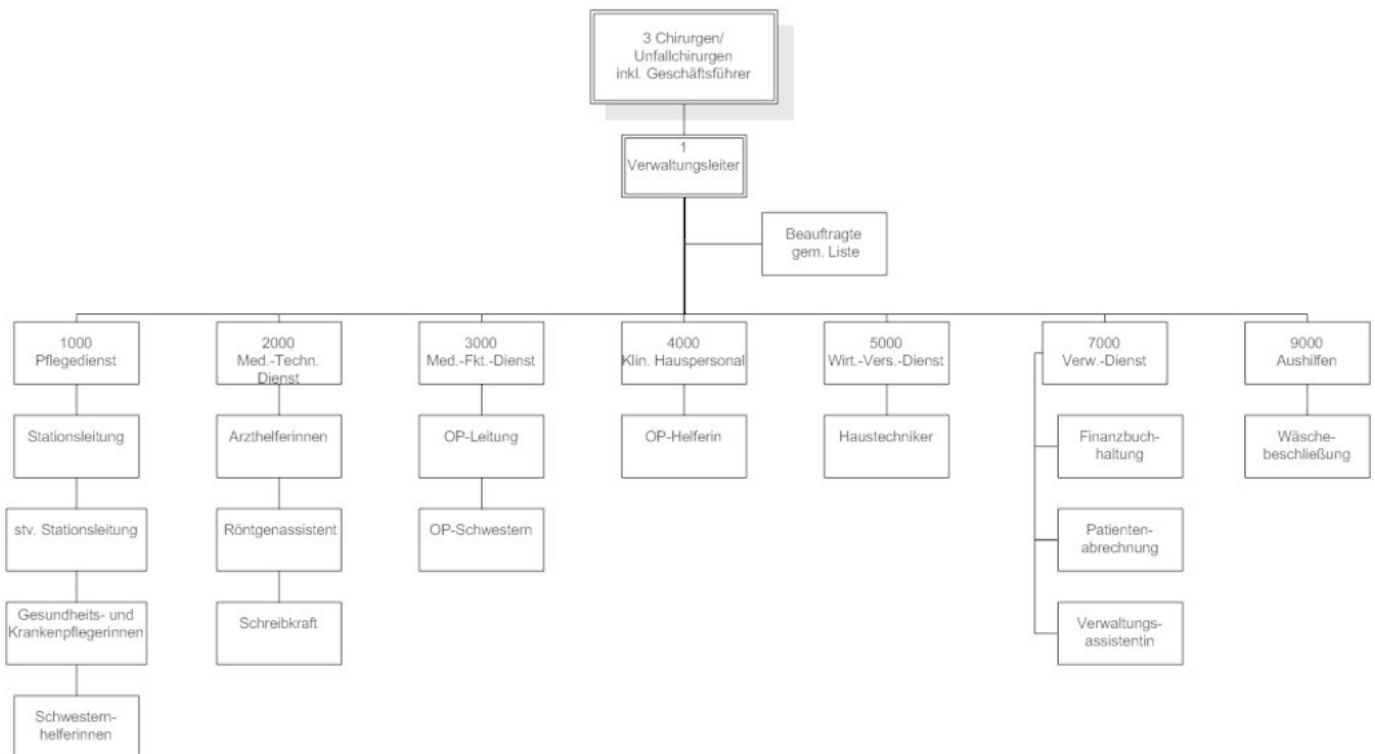 3 Chirurgen/
Unfallchirurgen
inkl. Geschäftsführer
1
Verwaltungsleiter
Beauftragte
gem. Liste
1000
Pflegedienst
2000
Med.-Techn.
Dienst
3000
Med.-Fkt.-Dienst
4000
Klin. Hauspersonal
5000
Wirt.-Vers.-Dienst
7000
Verw.-Dienst
9000
Aushilfen
Stationsleitung
Arzthelferinnen
OP-Leitung
OP-Helferin
Haustechniker
Finanzbuch-
haltung
Wäsche-
beschließung
stv. Stationsleitung
Röntgenassistent
OP-Schwestern
Patienten-
abrechnung
Gesundheits- und
Krankenpflegerinnen
Schreibkraft
Verwaltungs-
assistentin
Schwestern-
helferinnen